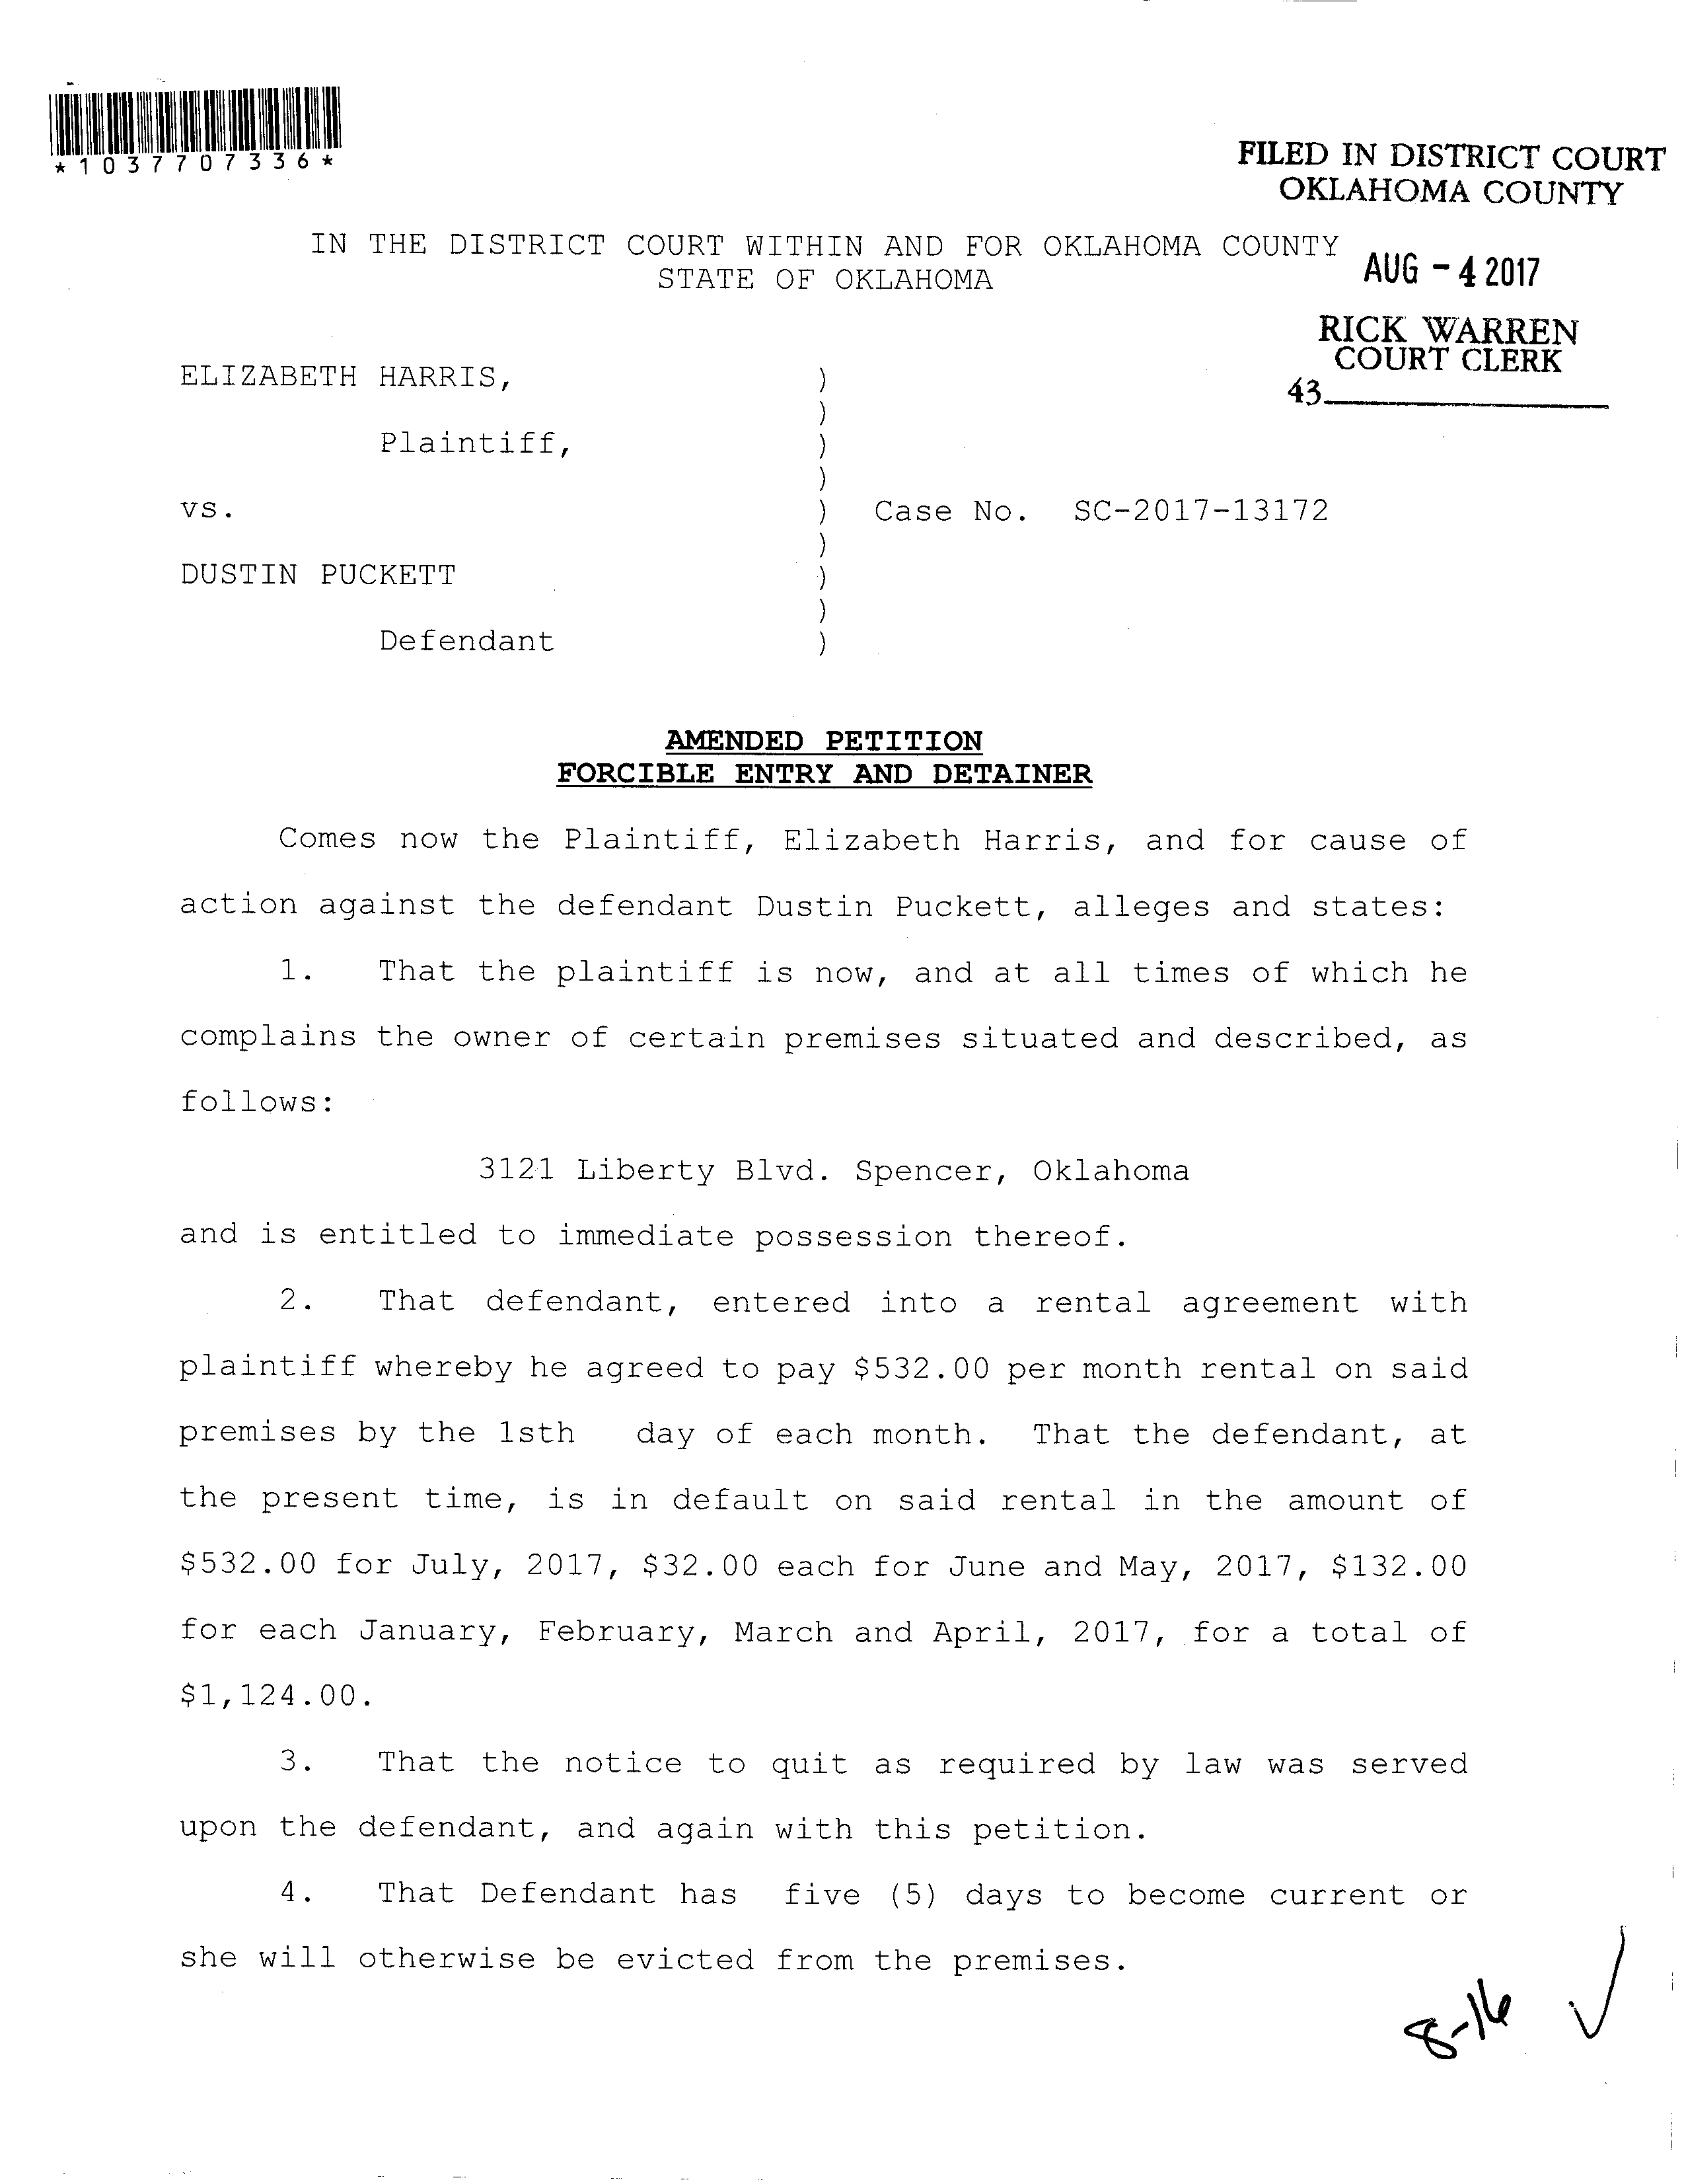 *1037707336*
FILED IN DISTRICT COURT
OKLAHOMA COUNTY
IN THE DISTRICT COURT WITHIN AND FOR OKLAHOMA COUNTY
STATE OF OKLAHOMA
AUG - 4 2017
RICK WARREN
COURT CLERK
43
ELIZABETH HARRIS, )
)
Plaintiff, )
)
vs. ) Case No. SC-2017-13172
)
DUSTIN PUCKETT )
)
Defendant )
AMENDED PETITION
FORCIBLE ENTRY AND DETAINER
Comes now the Plaintiff, Elizabeth Harris, and for cause of
action against the defendant Dustin Puckett, alleges and states:
1. That the plaintiff is now, and at all times of which he
complains the owner of certain premises situated and described, as
follows:
3121 Liberty Blvd. Spencer, Oklahoma
and is entitled to immediate possession thereof.
2. That defendant, entered into a rental agreement with
plaintiff whereby he agreed to pay $532.00 per month rental on said
premises by the 1sth day of each month. That the defendant, at
the present time, is in default on said rental in the amount of
$532.00 for July, 2017, $32.00 each for June and May, 2017, $132.00
for each January, February, March and April, 2017, for a total of
$1,124.00.
3. That the notice to quit as required by law was served
upon the defendant, and again with this petition.
4. That Defendant has five (5) days to become current or
she will otherwise be evicted from the premises.
8-16 ✓